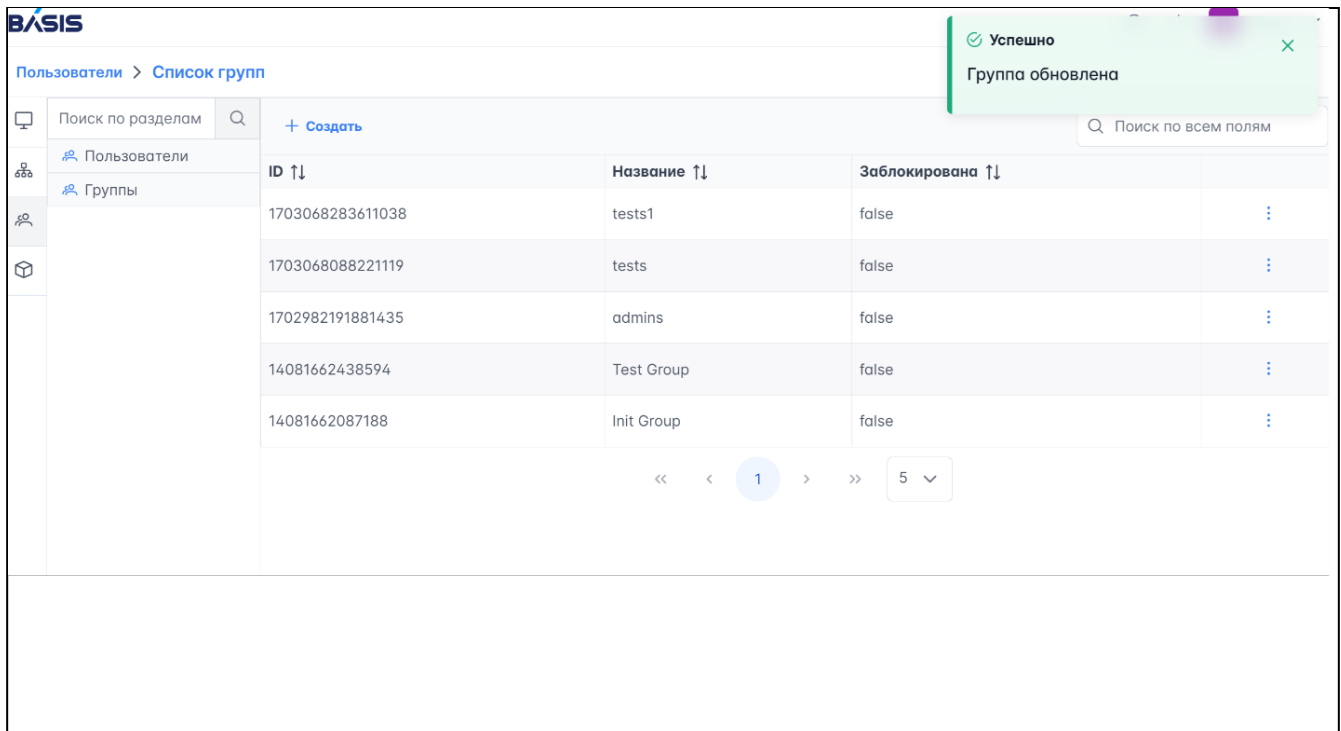 BÁSIS
Успешно
Группа обновлена
Пользователи > Список групп
Поиск по разделам
+ Создать
Поиск по всем полям
Пользователи
Группы
ID Название Заблокирована
1703068283611038 tests1 false
1703068088221119 tests false
1702982191881435 admins false
14081662438594 Test Group false
14081662087188 Init Group false
<< < 1 > >> 5